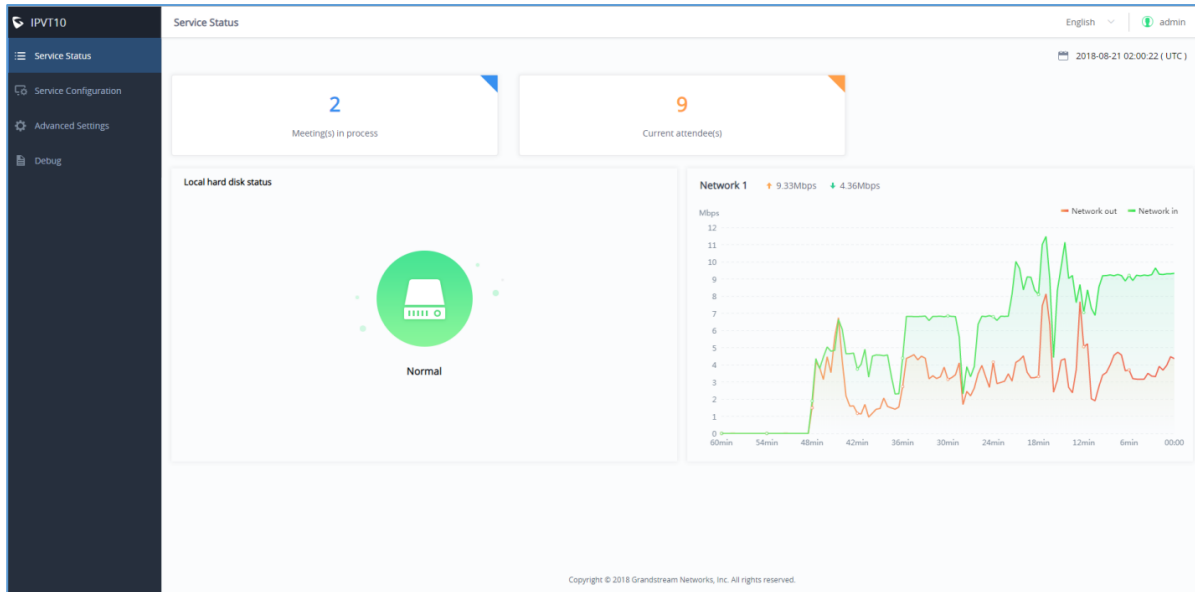 IPVT10
Service Status
English
admin
Service Status
2018-08-21 02:00:22 ( UTC )
Service Configuration
Advanced Settings
Debug
2
Meeting(s) in process
9
Current attendee(s)
Local hard disk status
Normal
Network 1 9.33Mbps 4.36Mbps
Mbps
Network out Network in
12
11
10
9
8
7
6
5
4
3
2
1
0
60min 54min 48min 42min 36min 30min 24min 18min 12min 6min 00:00
Copyright © 2018 Grandstream Networks, Inc. All rights reserved.